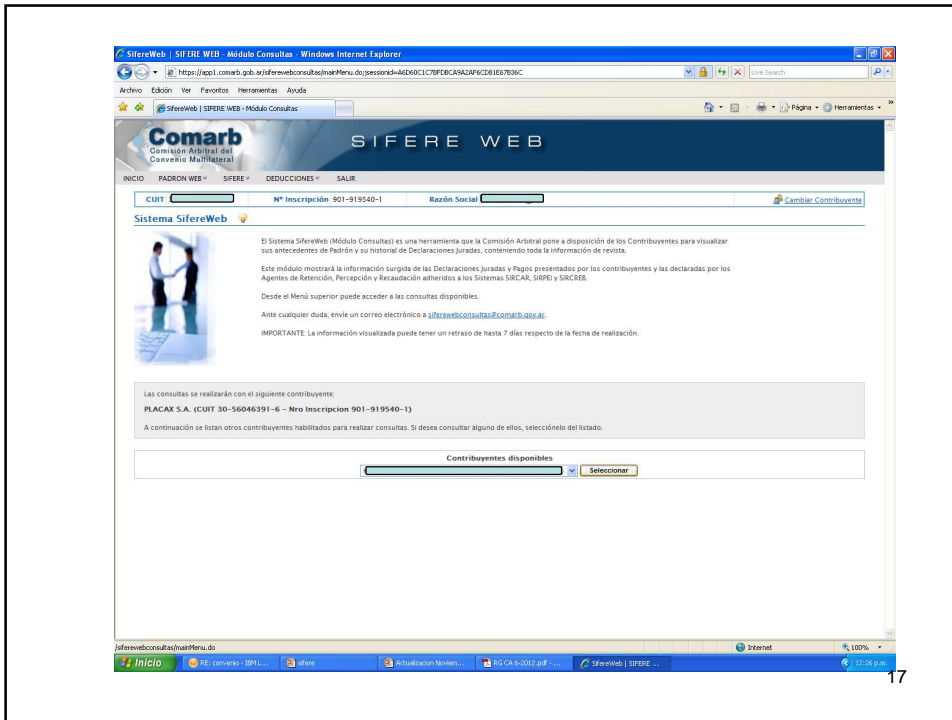 SifereWeb | SIFERE WEB - Módulo Consultas - Windows Internet Explorer
https://app1.comarb.gob.ar/siferewebconsultas/mainMenu.do;jsessionid=A6D60C1C7BFDBCA9A2AF6CD81E67B36C
Live Search
Archivo Edición Ver Favoritos Herramientas Ayuda
SifereWeb | SIFERE WEB - Módulo Consultas
Página Herramientas
Comarb
Comisión Arbitral del
Convenio Multilateral
SIFERE WEB
INICIO PADRON WEB SIFERE DEDUCCIONES SALIR
CUIT Nº Inscripción 901-919540-1 Razón Social Cambiar Contribuyente
Sistema SifereWeb
El Sistema SifereWeb (Módulo Consultas) es una herramienta que la Comisión Arbitral pone a disposición de los Contribuyentes para visualizar
sus antecedentes de Padrón y su historial de Declaraciones Juradas, conteniendo toda la información de revista.
Este módulo mostrará la información surgida de las Declaraciones Juradas y Pagos presentados por los contribuyentes y las declaradas por los
Agentes de Retención, Percepción y Recaudación adheridos a los Sistemas SIRCAR, SIRPEI y SIRCREB.
Desde el Menú superior puede acceder a las consultas disponibles.
Ante cualquier duda, envíe un correo electrónico a siferewebconsultas@comarb.gov.ar.
IMPORTANTE: La información visualizada puede tener un retraso de hasta 7 días respecto de la fecha de realización.
Las consultas se realizarán con el siguiente contribuyente:
PLACAX S.A. (CUIT 30-56046391-6 - Nro Inscripcion 901-919540-1)
A continuación se listan otros contribuyentes habilitados para realizar consultas. Si desea consultar alguno de ellos, selecciónelo del listado.
Contribuyentes disponibles
Seleccionar
/siferewebconsultas/mainMenu.do
Internet 100%
Inicio RE: convenio - IBM L... sifere Actualizacion Noviem... RG CA 6-2012.pdf - ... SifereWeb | SIFERE ... 12:26 p.m.
17